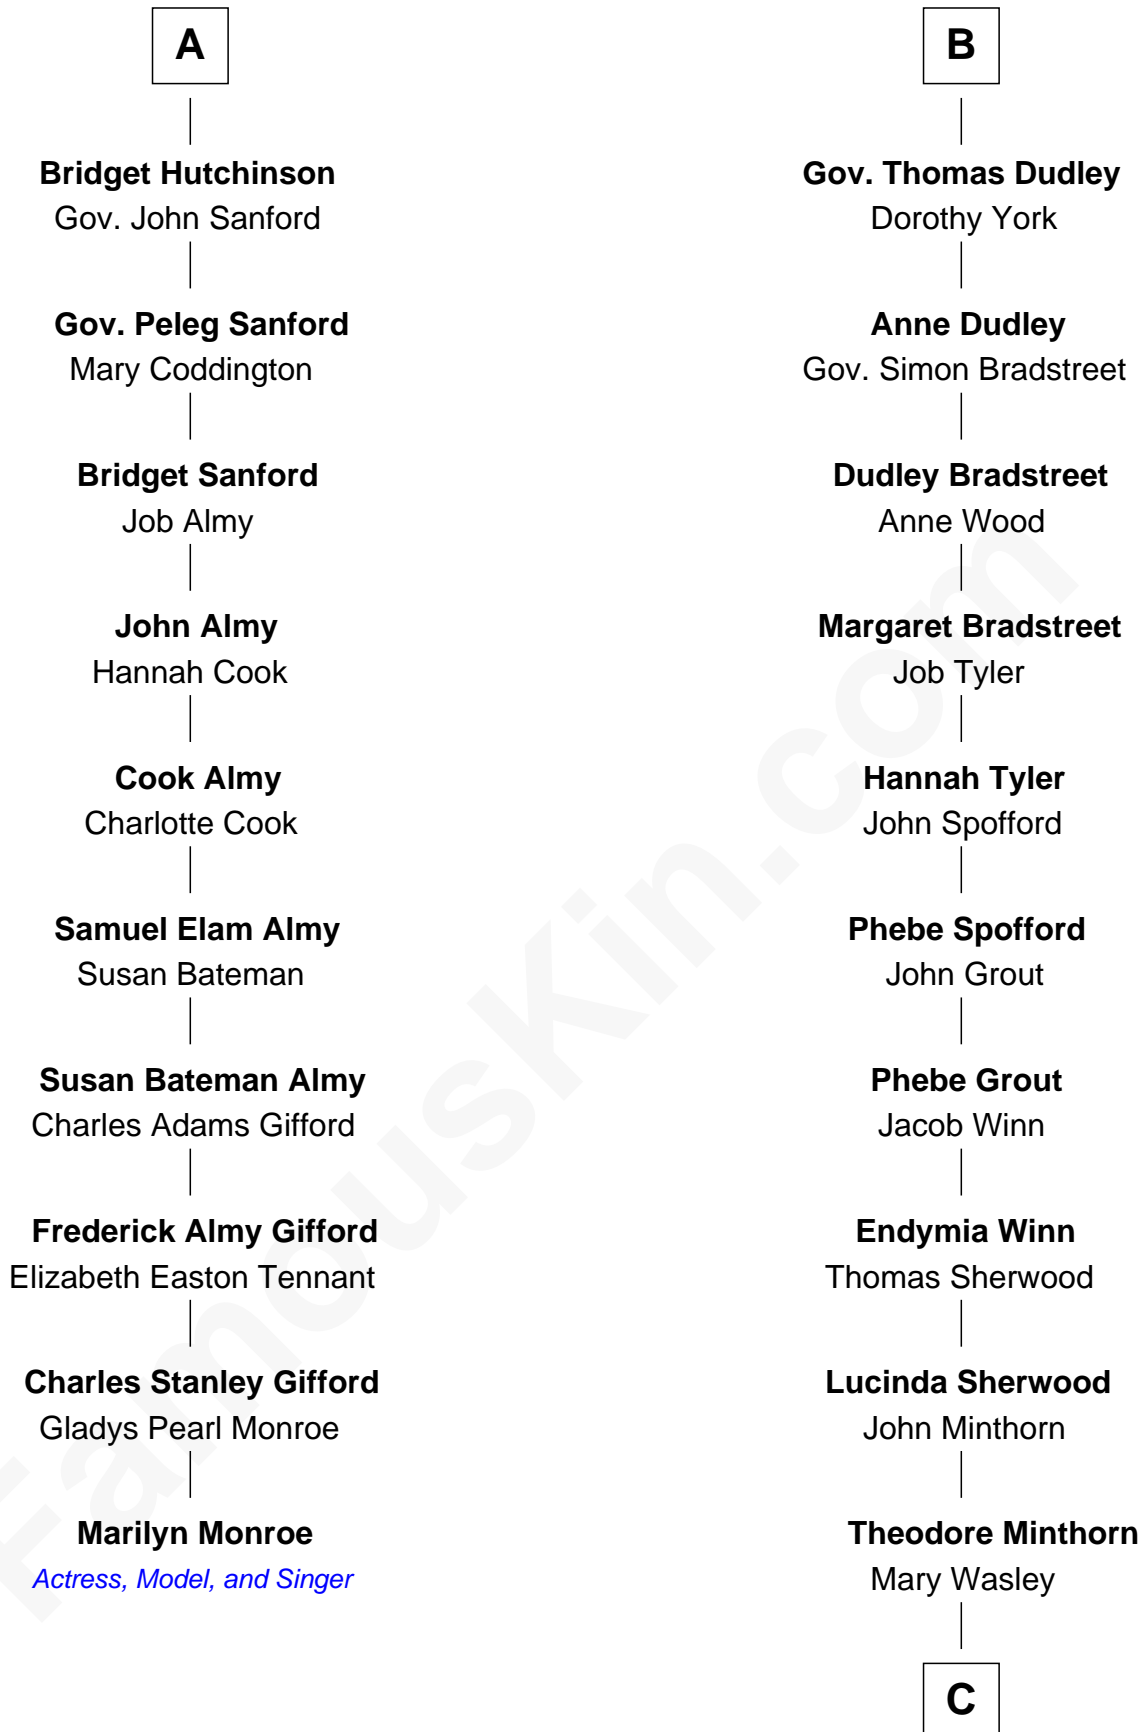 A
Bridget Hutchinson
Gov. John Sanford
Gov. Peleg Sanford
Mary Coddington
Bridget Sanford
Job Almy
John Almy
Hannah Cook
Cook Almy
Charlotte Cook
Samuel Elam Almy
Susan Bateman
Susan Bateman Almy
Charles Adams Gifford
Frederick Almy Gifford
Elizabeth Easton Tennant
Charles Stanley Gifford
Gladys Pearl Monroe
Marilyn Monroe
Actress, Model, and Singer
B
Gov. Thomas Dudley
Dorothy York
Anne Dudley
Gov. Simon Bradstreet
Dudley Bradstreet
Anne Wood
Margaret Bradstreet
Job Tyler
Hannah Tyler
John Spofford
Phebe Spofford
John Grout
Phebe Grout
Jacob Winn
Endymia Winn
Thomas Sherwood
Lucinda Sherwood
John Minthorn
Theodore Minthorn
Mary Wasley
C
FamousKin.com